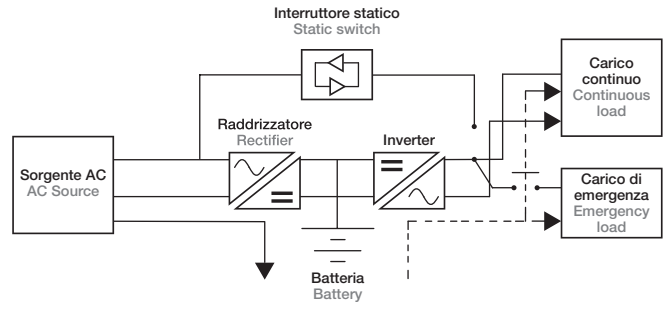 Interruttore statico
Static switch
Carico
continuo
Continuous
load
Raddrizzatore
Rectifier
Inverter
Sorgente AC
AC Source
Carico di
emergenza
Emergency
load
Batteria
Battery